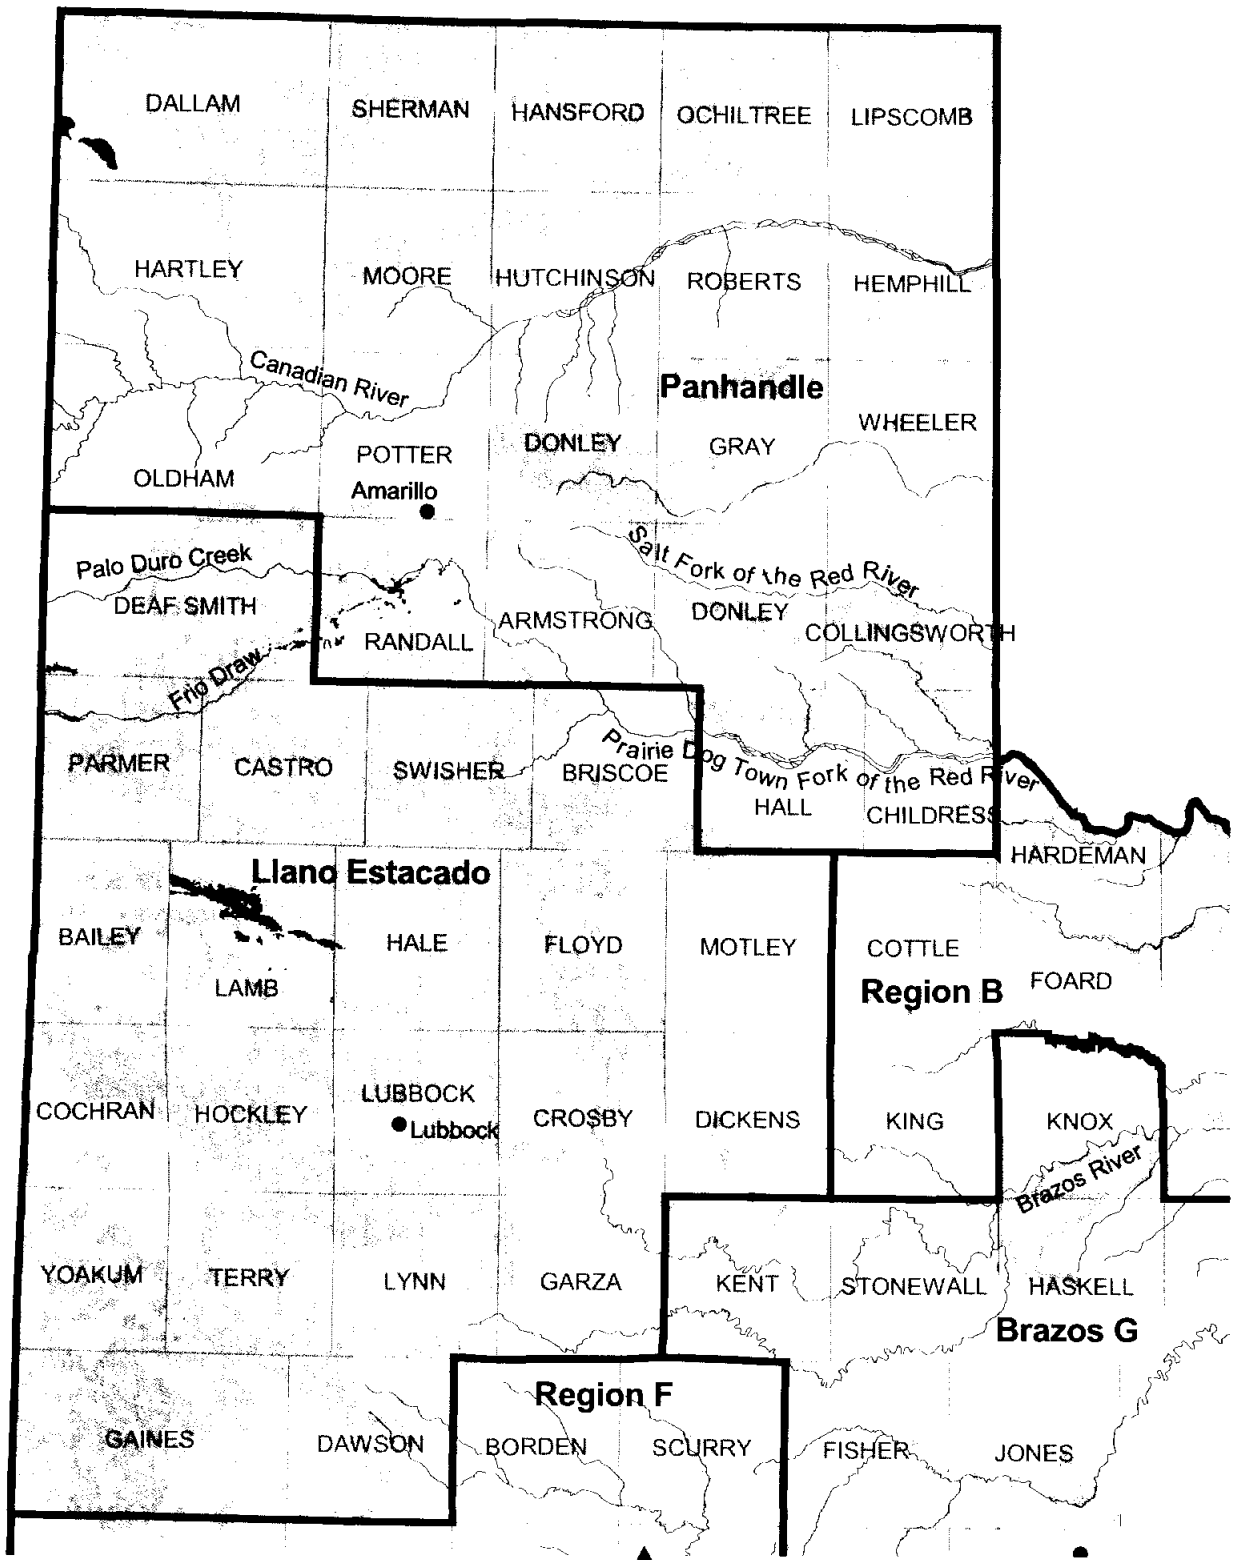 DALLAM
SHERMAN
HANSFORD
OCHILTREE
LIPSCOMB
HARTLEY
MOORE
HUTCHINSON
ROBERTS
HEMPHILL
Canadian River
Panhandle
WHEELER
POTTER
DONLEY
GRAY
OLDHAM
Amarillo
Palo Duro Creek
Salt Fork of the Red River
DEAF SMITH
ARMSTRONG
DONLEY
COLLINGSWORTH
RANDALL
Frio Draw
PARMER
CASTRO
SWISHER
BRISCOE
Prairie Dog Town Fork of the Red River
HALL
CHILDRESS
HARDEMAN
Llano Estacado
BAILEY
HALE
FLOYD
MOTLEY
COTTLE
LAMB
Region B
FOARD
LUBBOCK
COCHRAN
HOCKLEY
Lubbock
CROSBY
DICKENS
KING
KNOX
Brazos River
YOAKUM
TERRY
LYNN
GARZA
KENT
STONEWALL
HASKELL
Brazos G
Region F
GAINES
DAWSON
BORDEN
SCURRY
FISHER
JONES